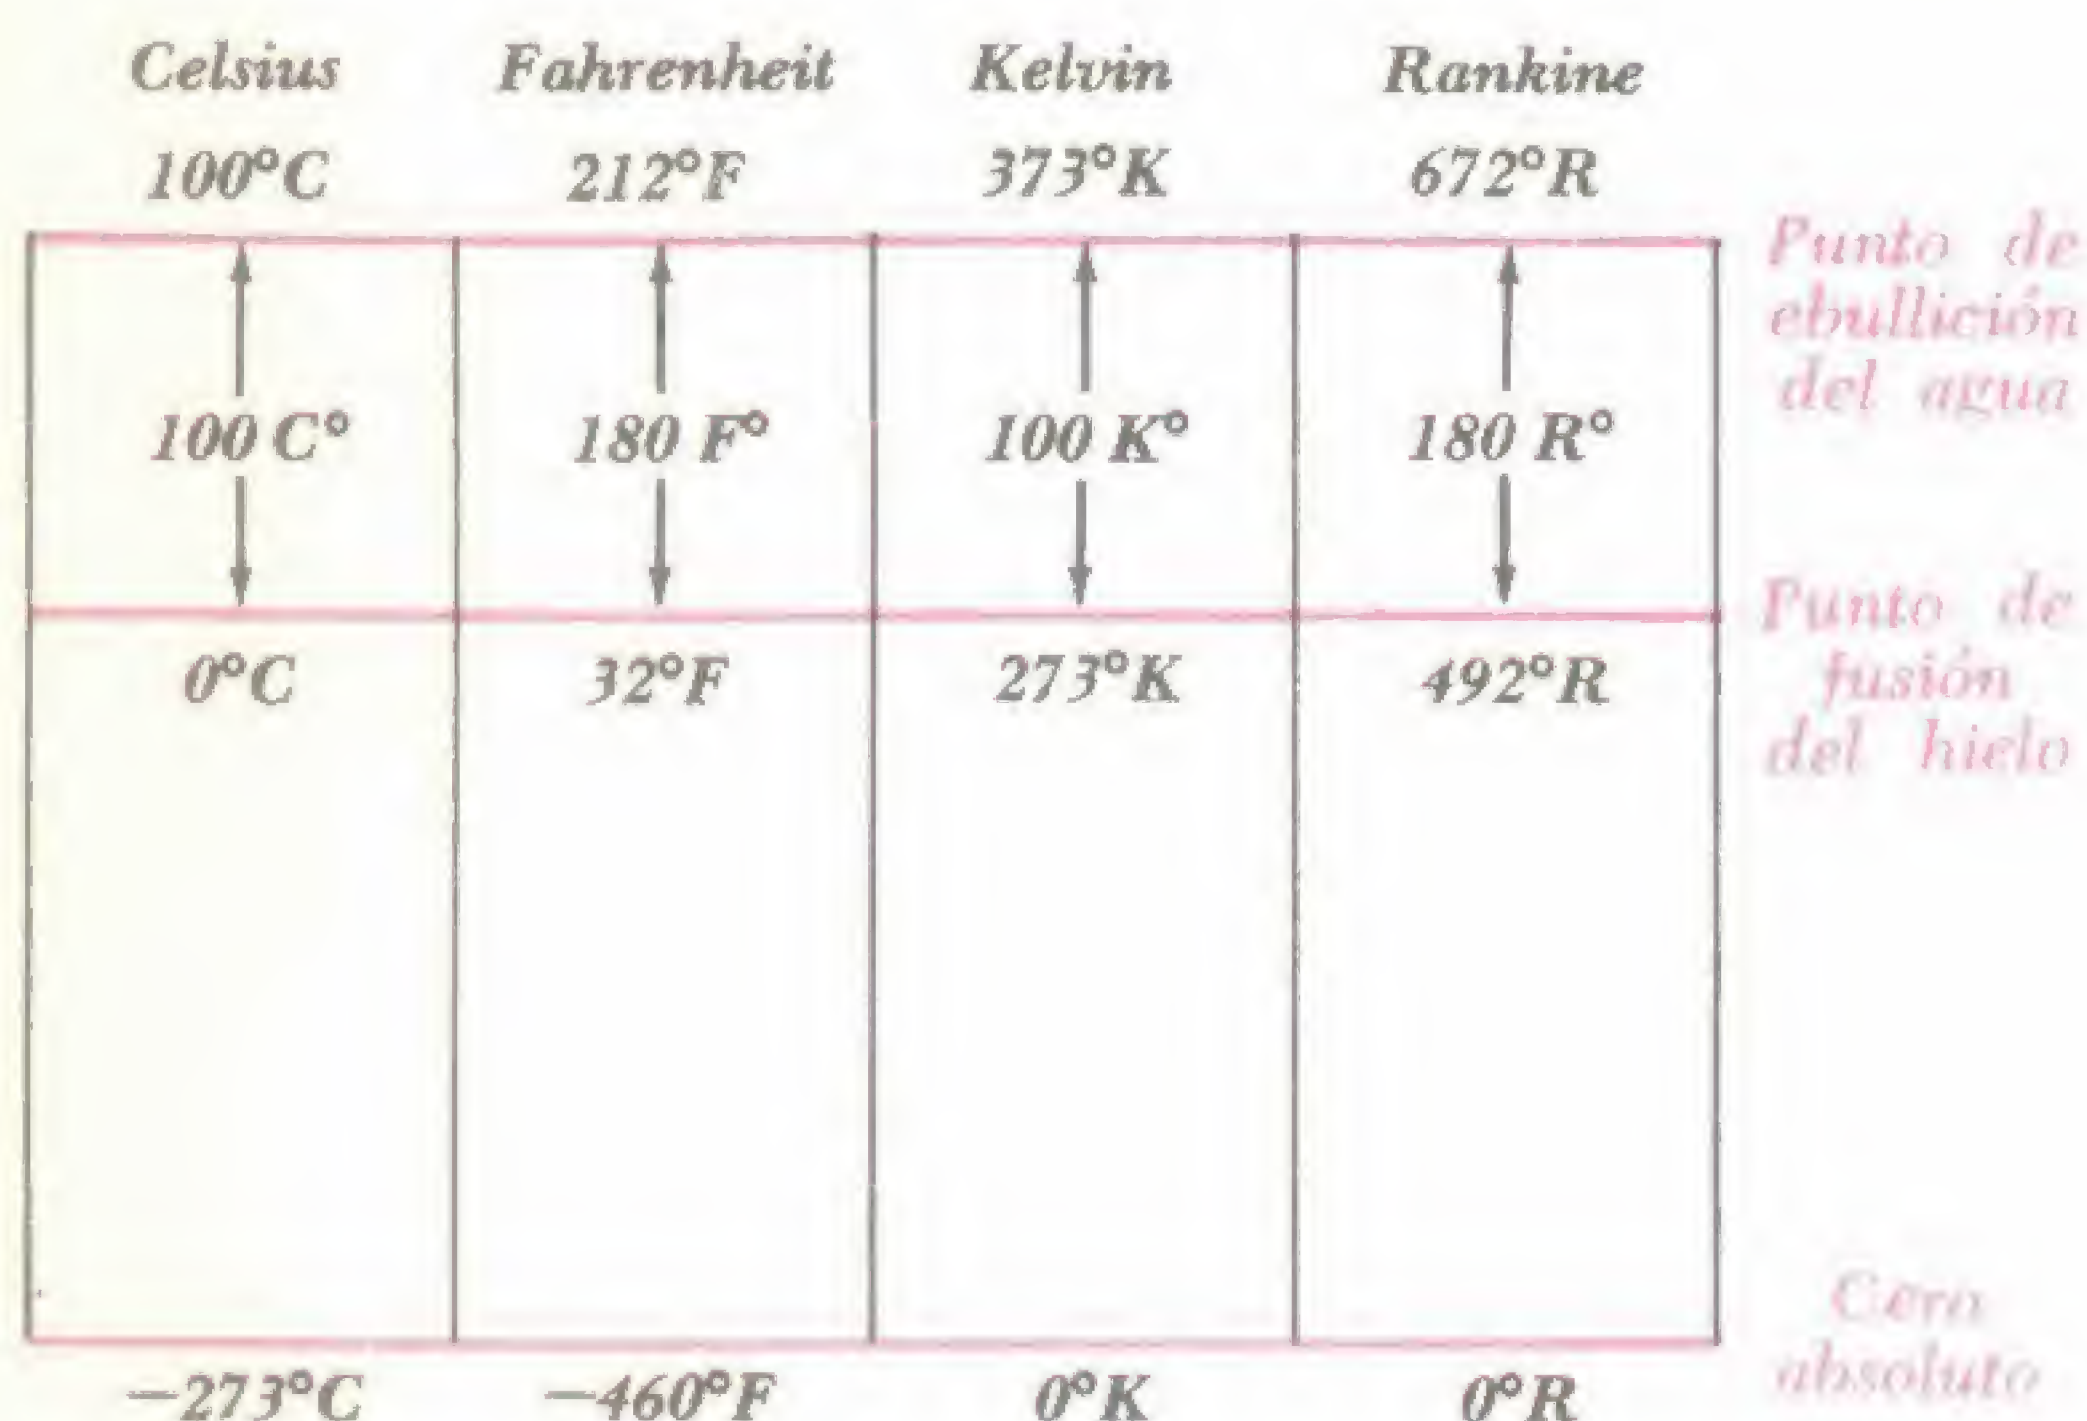 Celsius Fahrenheit Kelvin Rankine
100°C 212°F 373°K 672°R
Punto de
ebullición
del agua
100 C° 180 F° 100 K° 180 R°
Punto de
fusión
del hielo
0°C 32°F 273°K 492°R
Cero
absoluto
—273°C —460°F 0°K 0°R